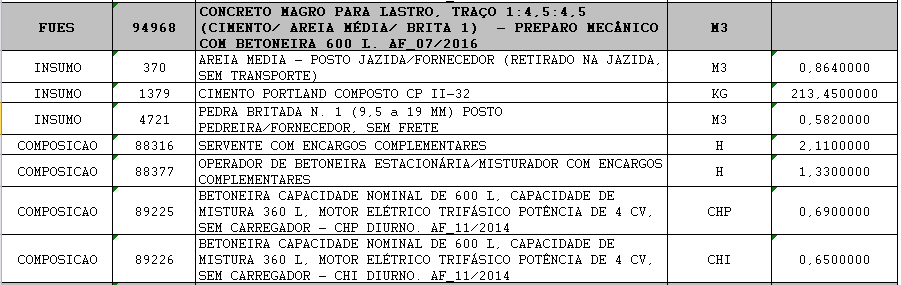 CONCRETO MAGRO PARA LASTRO, TRAÇO 1:4,5:4,5
FUES 94968 (CIMENTO/ AREIA MÉDIA/ BRITA 1) - PREPARO MECÂNICO M3
COM BETONEIRA 600 L. AF_07/2016
INSUMO 370 AREIA MEDIA - POSTO JAZIDA/FORNECEDOR (RETIRADO NA JAZIDA, M3 0,8640000
SEM TRANSPORTE)
INSUMO 1379 CIMENTO PORTLAND COMPOSTO CP II-32 KG 213,4500000
INSUMO 4721 PEDRA BRITADA N. 1 (9,5 a 19 MM) POSTO M3 0,5820000
PEDREIRA/FORNECEDOR, SEM FRETE
COMPOSICAO 88316 SERVENTE COM ENCARGOS COMPLEMENTARES H 2,1100000
COMPOSICAO 88377 OPERADOR DE BETONEIRA ESTACIONÁRIA/MISTURADOR COM ENCARGOS H 1,3300000
COMPLEMENTARES
BETONEIRA CAPACIDADE NOMINAL DE 600 L, CAPACIDADE DE
COMPOSICAO 89225 MISTURA 360 L, MOTOR ELÉTRICO TRIFÁSICO POTÊNCIA DE 4 CV, CHP 0,6900000
SEM CARREGADOR - CHP DIURNO. AF_11/2014
BETONEIRA CAPACIDADE NOMINAL DE 600 L, CAPACIDADE DE
COMPOSICAO 89226 MISTURA 360 L, MOTOR ELÉTRICO TRIFÁSICO POTÊNCIA DE 4 CV, CHI 0,6500000
SEM CARREGADOR - CHI DIURNO. AF_11/2014